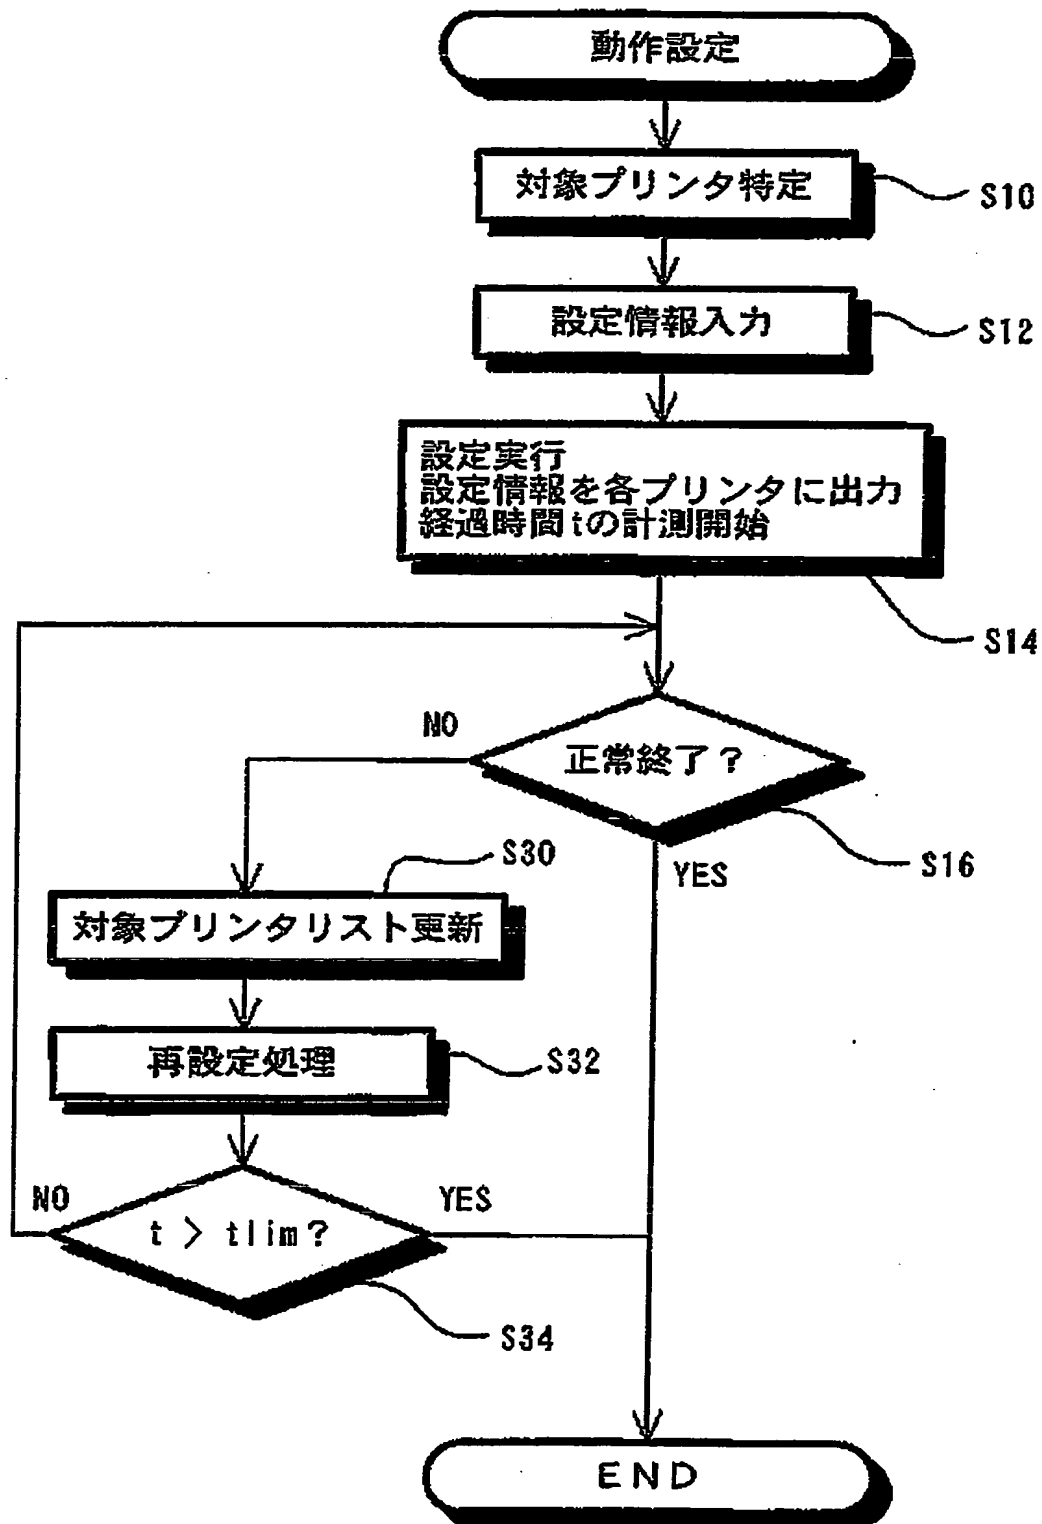 動作設定
対象プリンタ特定
S10
設定情報入力
S12
設定実行
設定情報を各プリンタに出力
経過時間tの計測開始
S14
NO
正常終了?
S16
YES
S30
対象プリンタリスト更新
再設定処理
S32
NO
t > tlim?
YES
S34
END